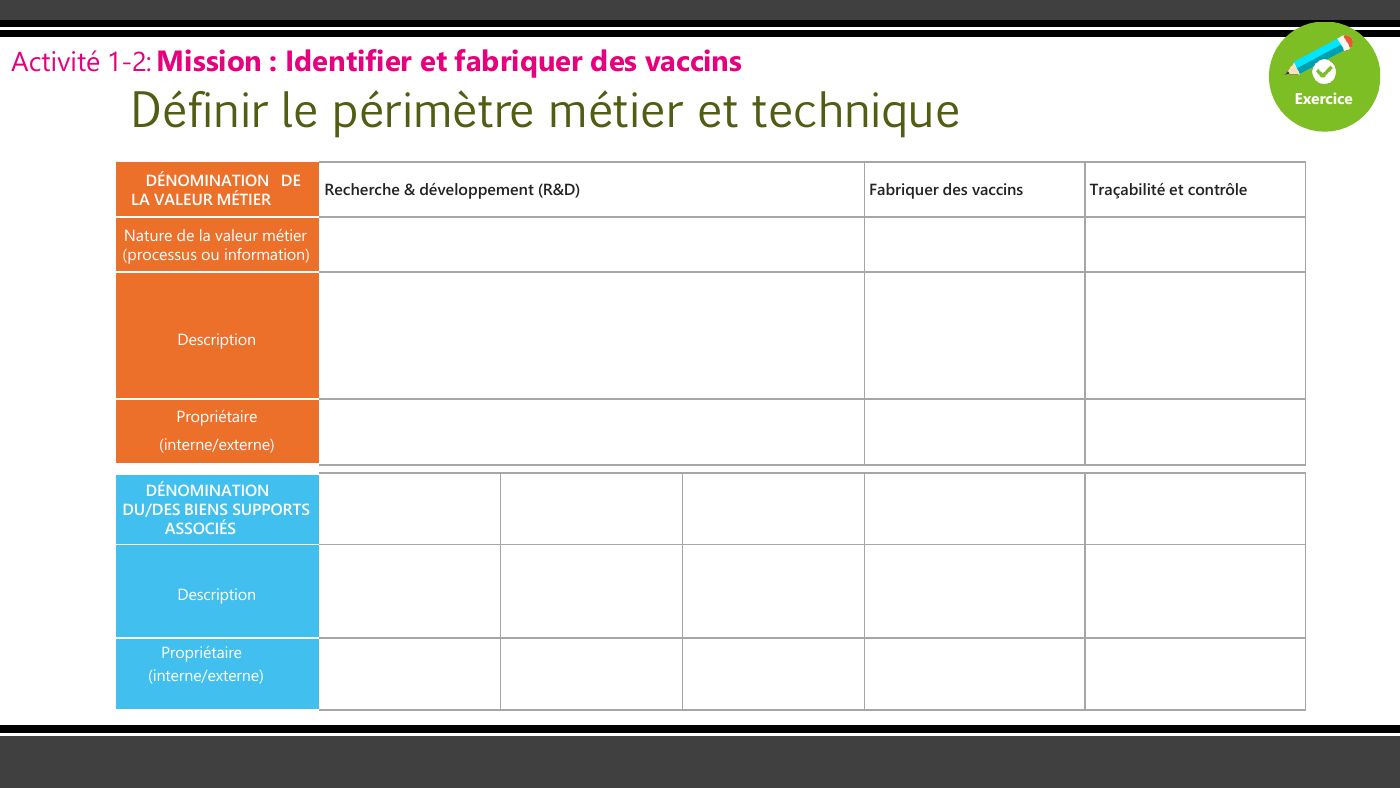 Activité 1-2: Mission : Identifier et fabriquer des vaccins
Exercice
Définir le périmètre métier et technique
DÉNOMINATION DE
LA VALEUR MÉTIER
Recherche & développement (R&D)
Fabriquer des vaccins
Traçabilité et contrôle
Nature de la valeur métier
(processus ou information)
Description
Propriétaire
(interne/externe)
DÉNOMINATION
DU/DES BIENS SUPPORTS
ASSOCIÉS
Description
Propriétaire
(interne/externe)